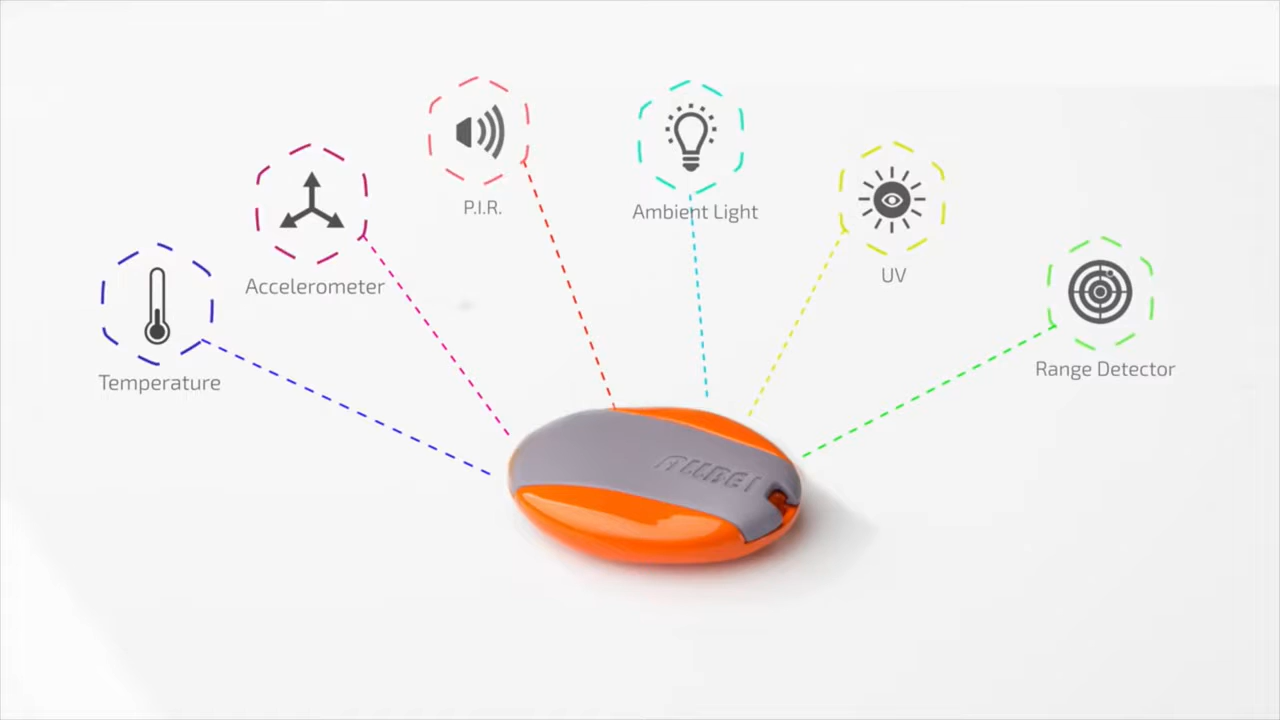 P.I.R.
Ambient Light
UV
Accelerometer
Range Detector
Temperature